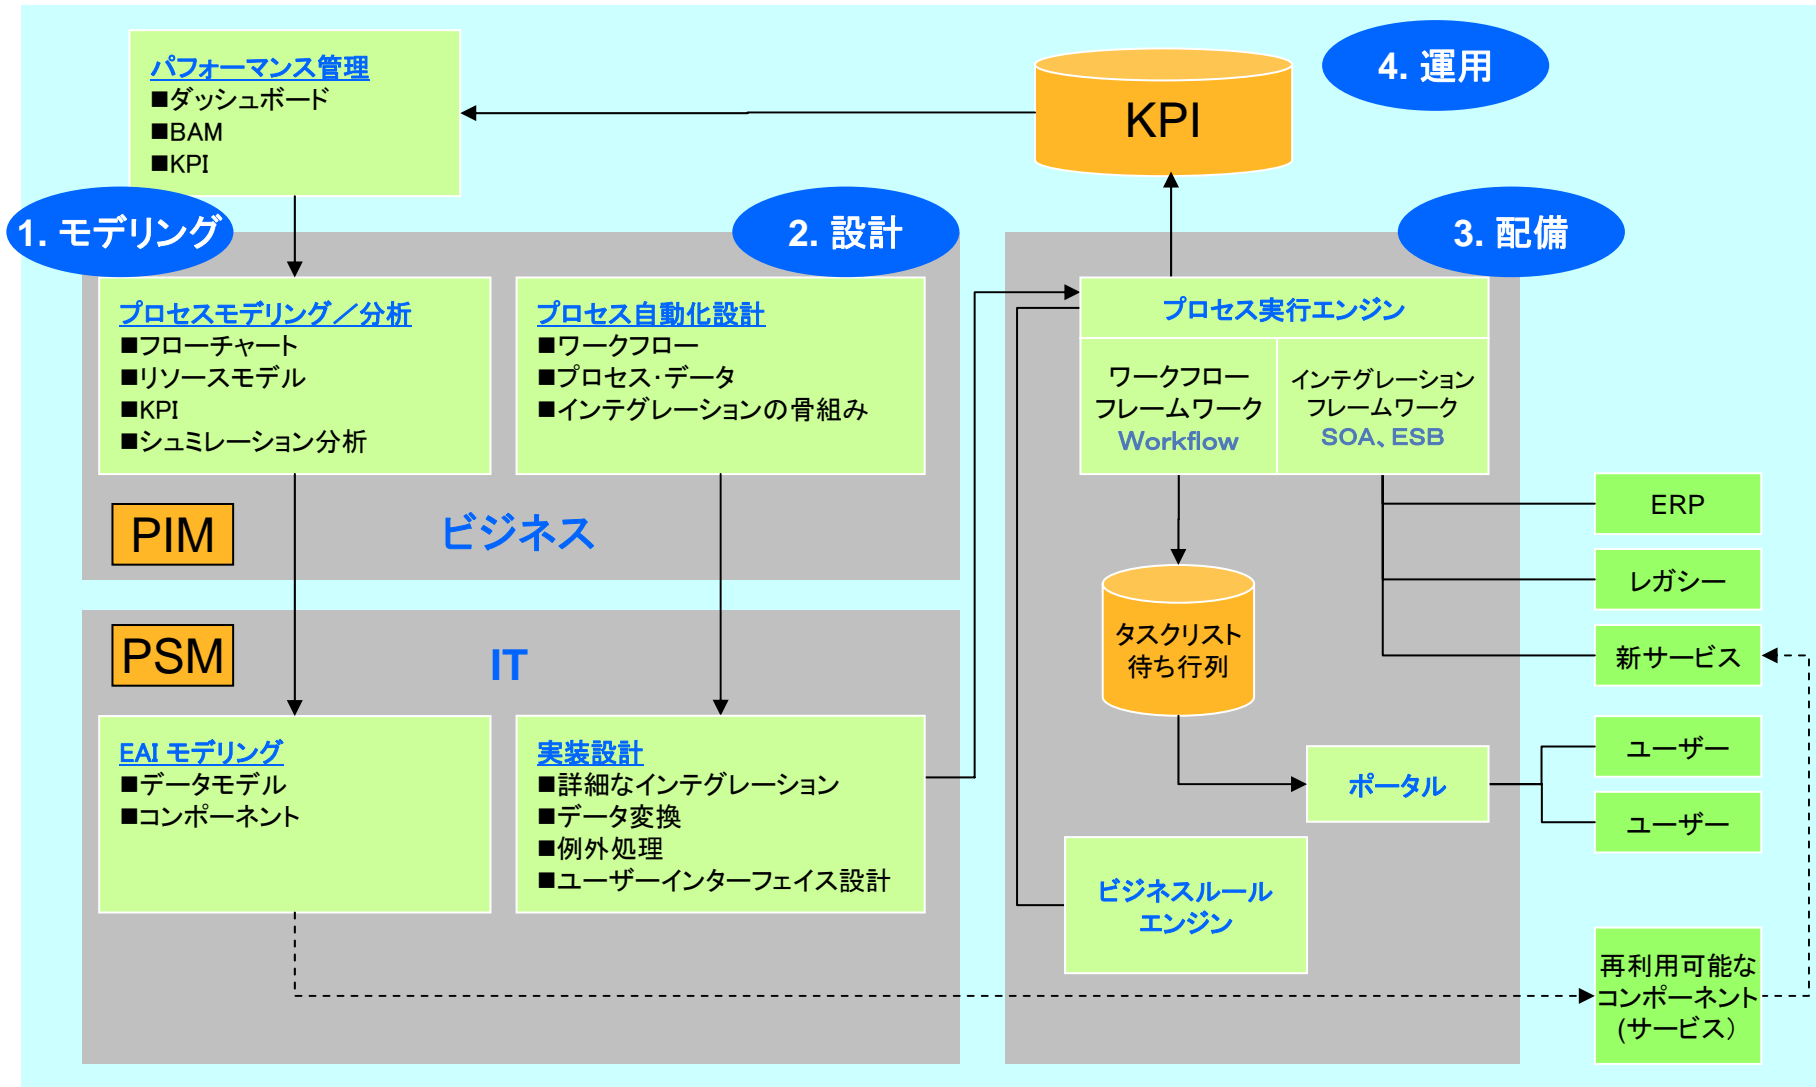 パフォーマンス管理
■ダッシュボード
■BAM
■KPI
KPI
4. 運用
1. モデリング
2. 設計
3. 配備
プロセスモデリング／分析
■フローチャート
■リソースモデル
■KPI
■シュミレーション分析
プロセス自動化設計
■ワークフロー
■プロセス・データ
■インテグレーションの骨組み
プロセス実行エンジン
ワークフロー
フレームワーク
Workflow
インテグレーション
フレームワーク
SOA、ESB
PIM
ビジネス
ERP
レガシー
新サービス
PSM
IT
タスクリスト
待ち行列
EAI モデリング
■データモデル
■コンポーネント
実装設計
■詳細なインテグレーション
■データ変換
■例外処理
■ユーザーインターフェイス設計
ポータル
ユーザー
ユーザー
ビジネスルール
エンジン
再利用可能な
コンポーネント
(サービス）